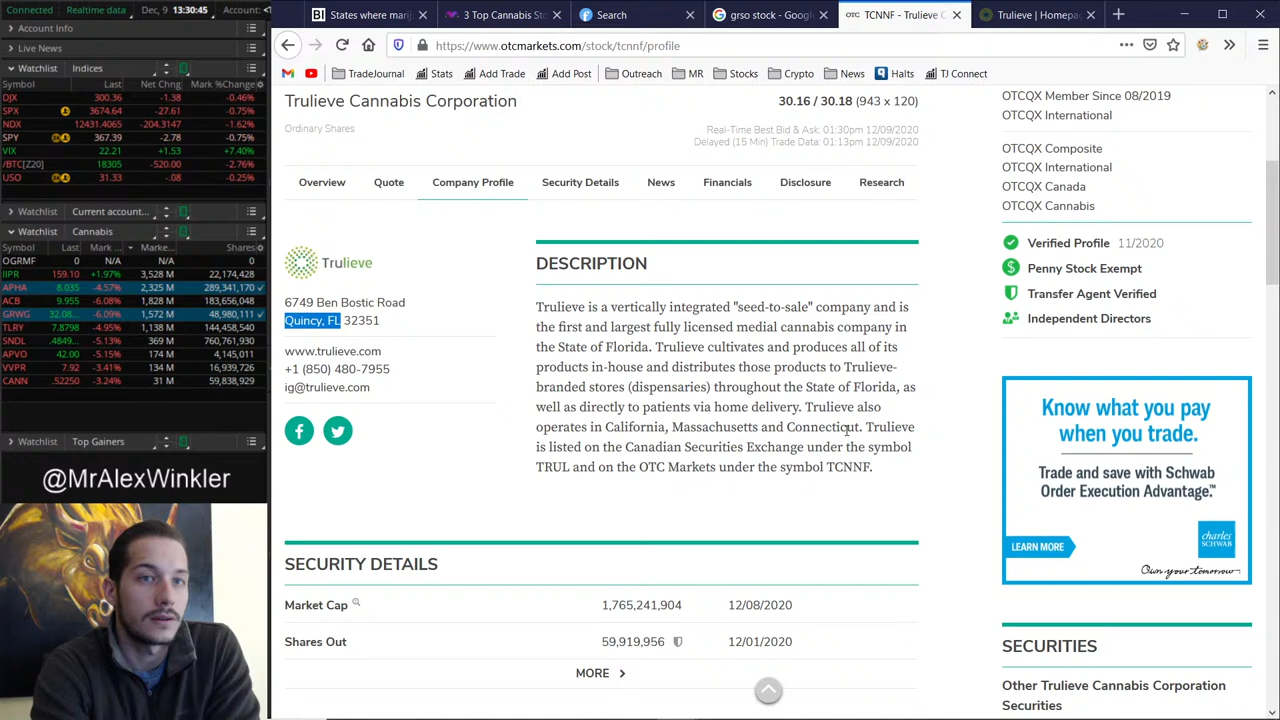 Connected Realtime data Dec, 9 13:30:45 Account:
Account Info
Live News
Watchlist Indices
Symbol Last Net Chng Mark %Change
DJX 300.36 -1.38 -0.46%
SPX 3674.64 -27.61 -0.75%
NDX 12431.4065 -204.3147 -1.62%
SPY 367.39 -2.78 -0.75%
VIX 22.21 +1.53 +7.40%
/BTC[Z20] 18305 -520.00 -2.76%
USO 31.33 -.08 -0.25%
Watchlist Current account...
Watchlist Cannabis
Symbol Last Mark ... Marke... Shares
OGRMF 0 N/A N/A 0
IIPR 159.10 +1.97% 3,528 M 22,174,428
APHA 8.035 -4.57% 2,325 M 289,341,170
ACB 9.955 -6.08% 1,828 M 183,656,048
GRWG 32.08... -6.09% 1,572 M 48,980,111
TLRY 7.8798 -4.95% 1,138 M 144,458,540
SNDL .4849... -5.13% 369 M 760,761,930
APVO 42.00 -5.15% 174 M 4,145,011
VVPR 7.92 -3.41% 134 M 16,939,726
CANN .52250 -3.24% 31 M 59,838,929
Watchlist Top Gainers
@MrAlexWinkler
BI States where mari
3 Top Cannabis Sto
Search
grso stock - Google
OTC TCNNF - Trulieve C
Trulieve | Homepa
https://www.otcmarkets.com/stock/tcnnf/profile
TradeJournal Stats Add Trade Add Post Outreach MR Stocks Crypto News Halts TJ Connect
Trulieve Cannabis Corporation
Ordinary Shares
30.16 / 30.18 (943 x 120)
Real-Time Best Bid & Ask: 01:30pm 12/09/2020
Delayed (15 Min) Trade Data: 01:13pm 12/09/2020
Overview Quote Company Profile Security Details News Financials Disclosure Research
Trulieve
6749 Ben Bostic Road
Quincy, FL 32351
www.trulieve.com
+1 (850) 480-7955
ig@trulieve.com
DESCRIPTION
Trulieve is a vertically integrated "seed-to-sale" company and is
the first and largest fully licensed medial cannabis company in
the State of Florida. Trulieve cultivates and produces all of its
products in-house and distributes those products to Trulieve-
branded stores (dispensaries) throughout the State of Florida, as
well as directly to patients via home delivery. Trulieve also
operates in California, Massachusetts and Connecticut. Trulieve
is listed on the Canadian Securities Exchange under the symbol
TRUL and on the OTC Markets under the symbol TCNNF.
SECURITY DETAILS
Market Cap 1,765,241,904 12/08/2020
Shares Out 59,919,956 12/01/2020
MORE
OTCQX Member Since 08/2019
OTCQX International
OTCQX Composite
OTCQX International
OTCQX Canada
OTCQX Cannabis
Verified Profile 11/2020
Penny Stock Exempt
Transfer Agent Verified
Independent Directors
Know what you pay
when you trade.
Trade and save with Schwab
Order Execution Advantage.™
LEARN MORE
charles
SCHWAB
Own your tomorrow.
SECURITIES
Other Trulieve Cannabis Corporation
Securities